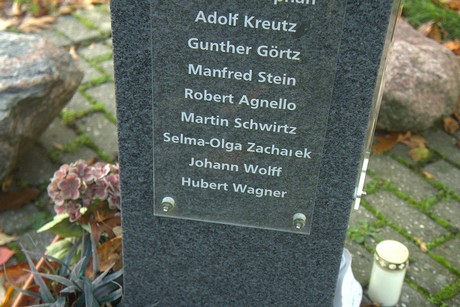 Adolf Kreutz
Gunther Görtz
Manfred Stein
Robert Agnello
Martin Schwirtz
Selma-Olga Zacharek
Johann Wolff
Hubert Wagner